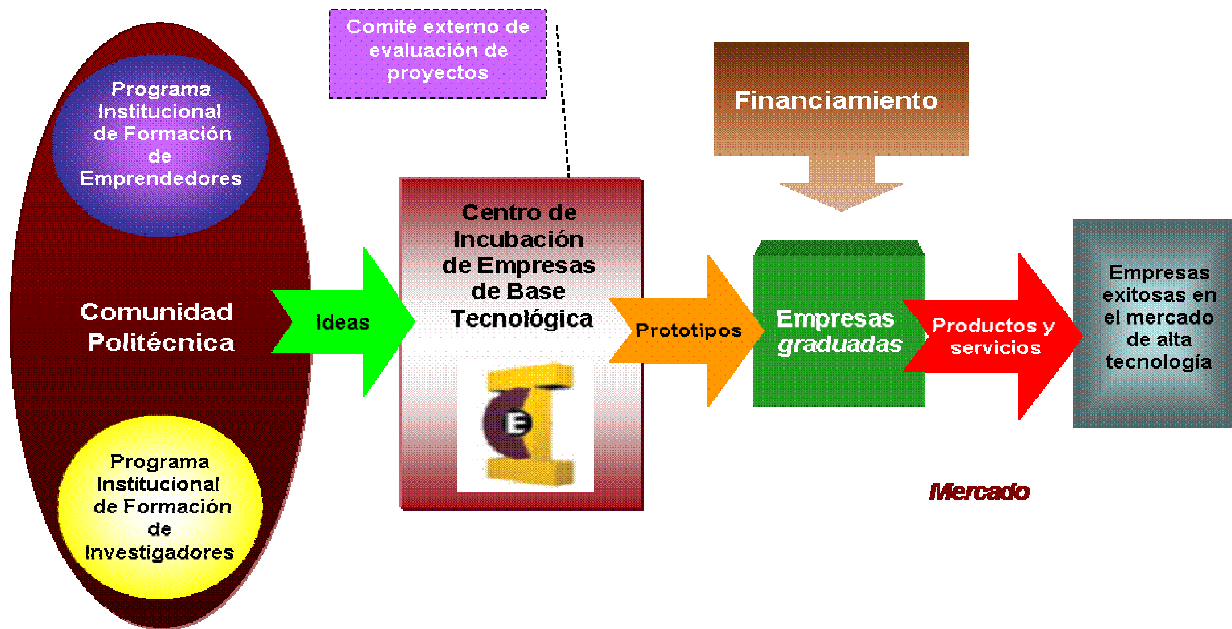 Programa
Institucional
de Formación
de
Emprendedores
Comunidad
Politécnica
Programa
Institucional
de Formación
de
Investigadores
Ideas
Comité externo de
evaluación de
proyectos
Centro de
Incubación
de Empresas
de Base
Tecnológica
E
Prototipos
Financiamiento
Empresas
graduadas
Productos y
servicios
Mercado
Empresas
exitosas en
el mercado
de alta
tecnología